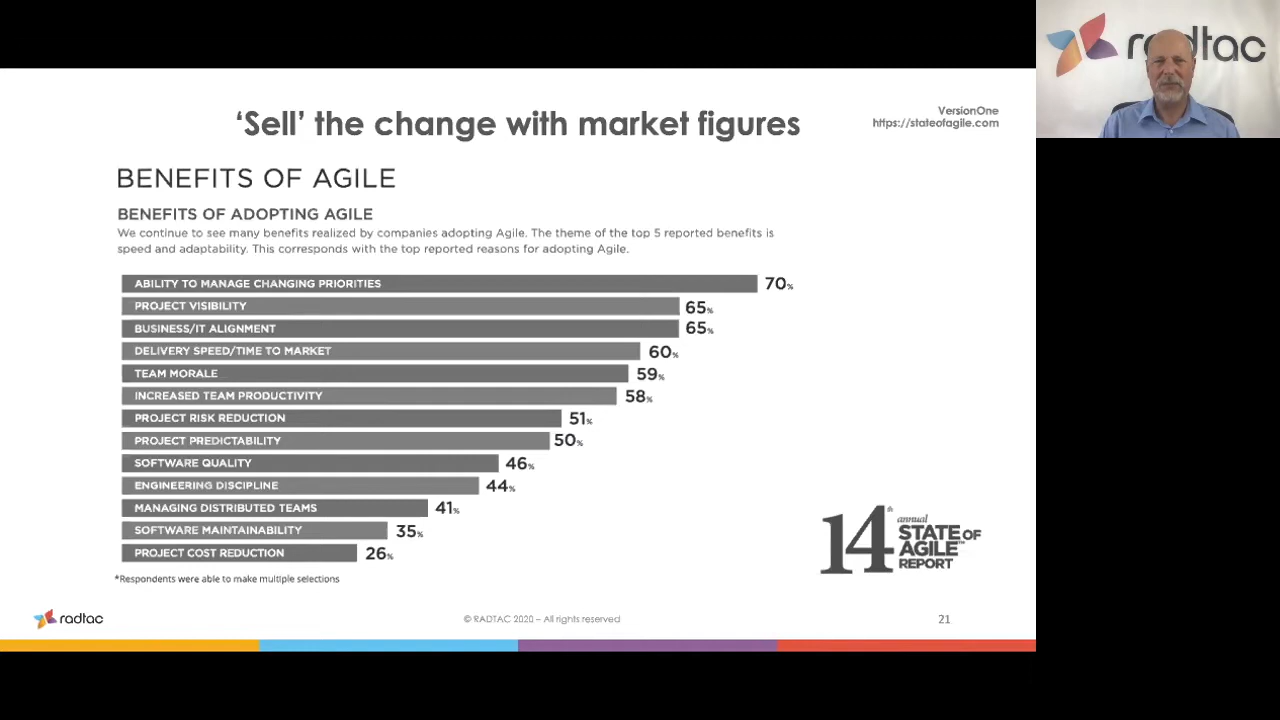 'Sell' the change with market figures
VersionOne
https://stateofagile.com
BENEFITS OF AGILE
BENEFITS OF ADOPTING AGILE
We continue to see many benefits realized by companies adopting Agile. The theme of the top 5 reported benefits is
speed and adaptability. This corresponds with the top reported reasons for adopting Agile.
ABILITY TO MANAGE CHANGING PRIORITIES 70%
PROJECT VISIBILITY 65%
BUSINESS/IT ALIGNMENT 65%
DELIVERY SPEED/TIME TO MARKET 60%
TEAM MORALE 59%
INCREASED TEAM PRODUCTIVITY 58%
PROJECT RISK REDUCTION 51%
PROJECT PREDICTABILITY 50%
SOFTWARE QUALITY 46%
ENGINEERING DISCIPLINE 44%
MANAGING DISTRIBUTED TEAMS 41%
SOFTWARE MAINTAINABILITY 35%
PROJECT COST REDUCTION 26%
*Respondents were able to make multiple selections
14th annual
STATE OF
AGILE™
REPORT
radtac
© RADTAC 2020 – All rights reserved
21
radtac